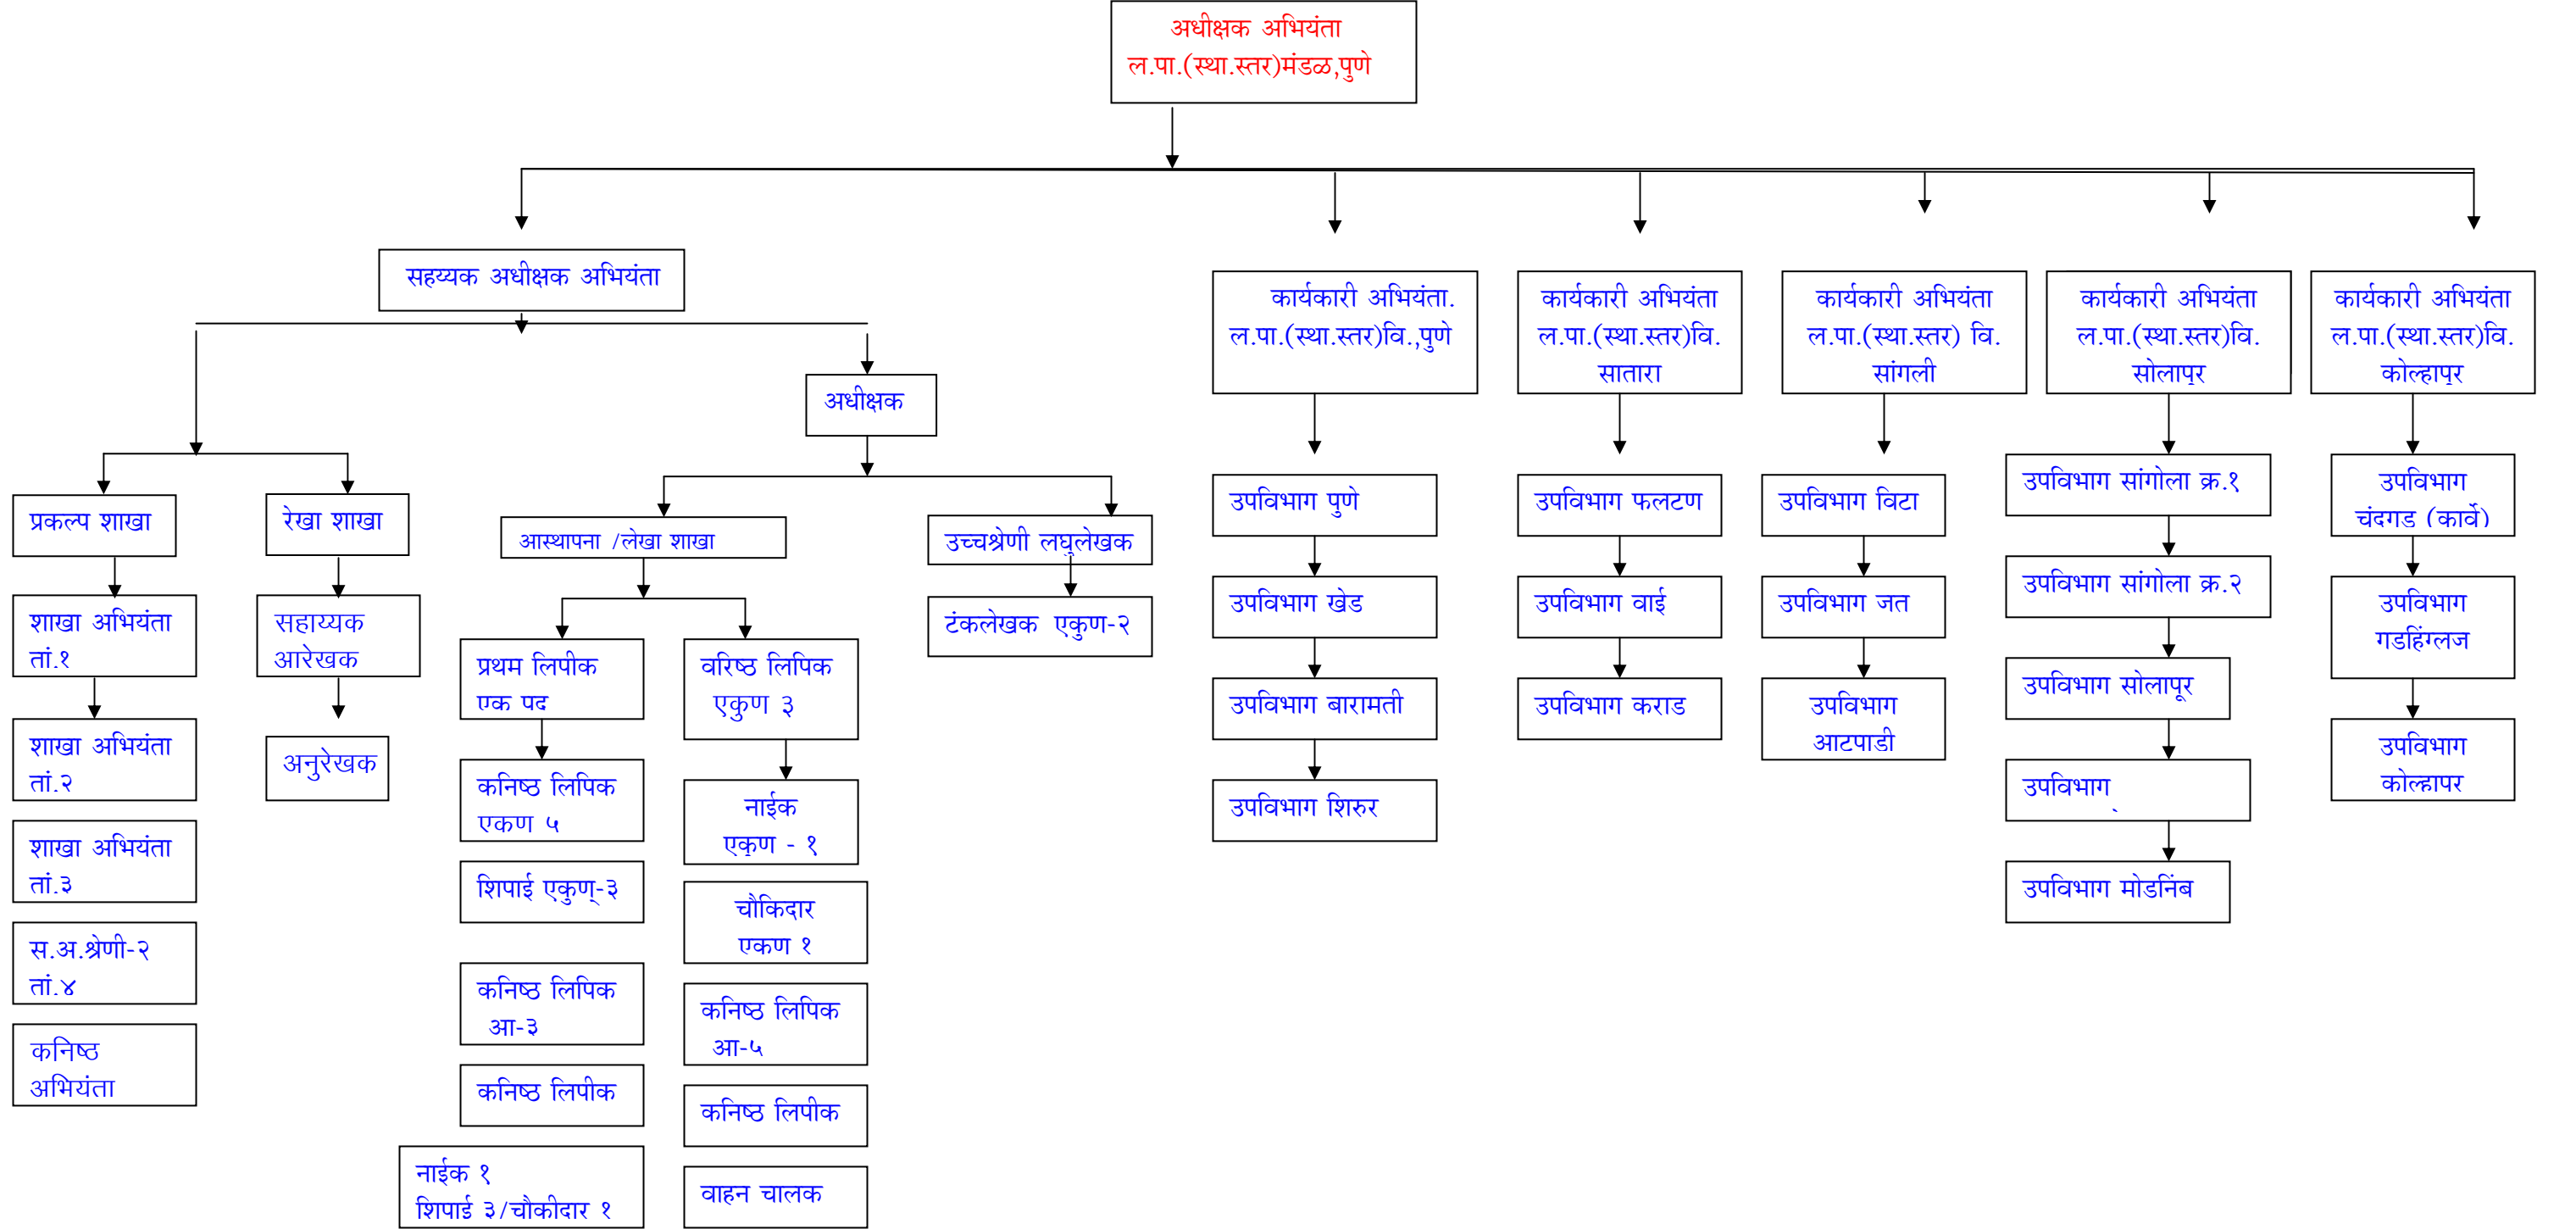 अधीक्षक अभियंता
ल.पा.(स्था.स्तर)मंडळ,पुणे
सहय्यक अधीक्षक अभियंता
कार्यकारी अभियंता.
ल.पा.(स्था.स्तर)वि.,पुणे
कार्यकारी अभियंता
ल.पा.(स्था.स्तर)वि.
सातारा
कार्यकारी अभियंता
ल.पा.(स्था.स्तर) वि.
सांगली
कार्यकारी अभियंता
ल.पा.(स्था.स्तर)वि.
सोलापूर
कार्यकारी अभियंता
ल.पा.(स्था.स्तर)वि.
कोल्हापूर
अधीक्षक
प्रकल्प शाखा
रेखा शाखा
आस्थापना /लेखा शाखा
उच्चश्रेणी लघुलेखक
टंकलेखक एकुण-२
शाखा अभियंता
तां.१
शाखा अभियंता
तां.२
शाखा अभियंता
तां.३
स.अ.श्रेणी-२
तां.४
कनिष्ठ
अभियंता
सहाय्यक
आरेखक
अनुरेखक
प्रथम लिपीक
एक पद
कनिष्ठ लिपिक
एकुण ५
शिपाई एकुण्-३
कनिष्ठ लिपिक
आ-३
कनिष्ठ लिपीक
नाईक १
शिपाई ३/चौकीदार १
वरिष्ठ लिपिक
एकुण ३
नाईक
एकुण - १
चौकिदार
एकुण १
कनिष्ठ लिपिक
आ-५
कनिष्ठ लिपीक
वाहन चालक
उपविभाग पुणे
उपविभाग खेड
उपविभाग बारामती
उपविभाग शिरुर
उपविभाग फलटण
उपविभाग वाई
उपविभाग कराड
उपविभाग विटा
उपविभाग जत
उपविभाग
आटपाडी
उपविभाग सांगोला क्र.१
उपविभाग सांगोला क्र.२
उपविभाग सोलापूर
उपविभाग
उपविभाग मोडनिंब
उपविभाग
चंदगड (कार्वे)
उपविभाग
गडहिंग्लज
उपविभाग
कोल्हापूर